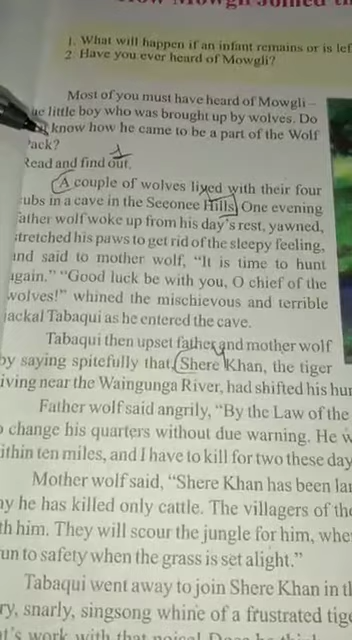 How Mowgli Joined t
1. What will happen if an infant remains or is lef
2. Have you ever heard of Mowgli?
Most of you must have heard of Mowgli –
he little boy who was brought up by wolves. Do
know how he came to be a part of the Wolf
Pack?
Read and find out.
A couple of wolves lived with their four
cubs in a cave in the Seeonee Hills. One evening
father wolf woke up from his day's rest, yawned,
stretched his paws to get rid of the sleepy feeling,
and said to mother wolf, "It is time to hunt
again." "Good luck be with you, O chief of the
wolves!" whined the mischievous and terrible
jackal Tabaqui as he entered the cave.
Tabaqui then upset father and mother wolf
by saying spitefully that Shere Khan, the tiger
iving near the Waingunga River, had shifted his hu
Father wolf said angrily, "By the Law of the
o change his quarters without due warning. He w
ithin ten miles, and I have to kill for two these day
Mother wolf said, "Shere Khan has been la
hy he has killed only cattle. The villagers of the
th him. They will scour the jungle for him, whe
un to safety when the grass is set alight."
Tabaqui went away to join Shere Khan in t
ry, snarly, singsong whine of a frustrated tige
t's work with that noise!